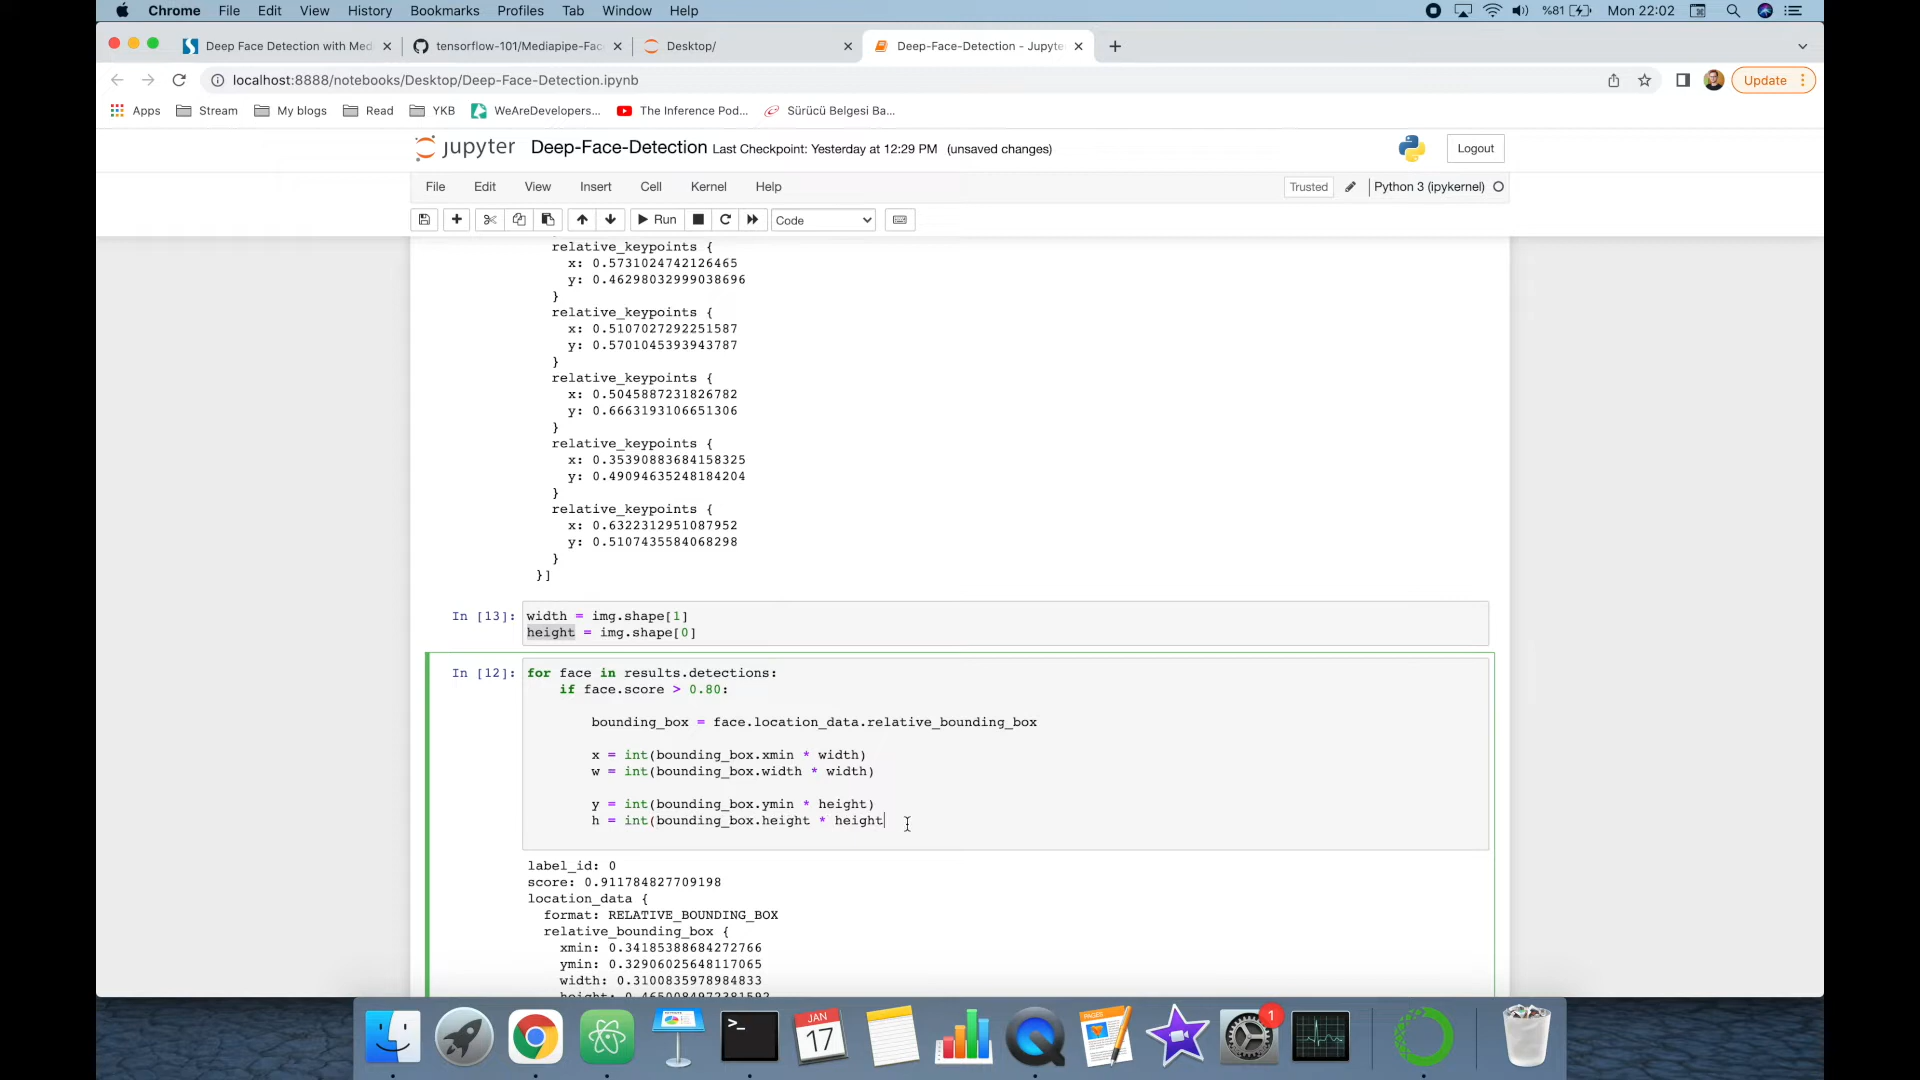 Chrome File Edit View History Bookmarks Profiles Tab Window Help %81 Mon 22:02
Deep Face Detection with Med
tensorflow-101/Mediapipe-Fac
Desktop/
Deep-Face-Detection - Jupyte
localhost:8888/notebooks/Desktop/Deep-Face-Detection.ipynb
Update
Apps Stream My blogs Read YKB WeAreDevelopers... The Inference Pod... Sürücü Belgesi Ba...
jupyter Deep-Face-Detection Last Checkpoint: Yesterday at 12:29 PM (unsaved changes) Logout
File Edit View Insert Cell Kernel Help Trusted Python 3 (ipykernel)
Run Code
relative_keypoints {
x: 0.5731024742126465
y: 0.46298032999038696
}
relative_keypoints {
x: 0.5107027292251587
y: 0.5701045393943787
}
relative_keypoints {
x: 0.5045887231826782
y: 0.6663193106651306
}
relative_keypoints {
x: 0.35390883684158325
y: 0.49094635248184204
}
relative_keypoints {
x: 0.6322312951087952
y: 0.5107435584068298
}
}]
In [13]: width = img.shape[1]
height = img.shape[0]
In [12]: for face in results.detections:
if face.score > 0.80:
bounding_box = face.location_data.relative_bounding_box
x = int(bounding_box.xmin * width)
w = int(bounding_box.width * width)
y = int(bounding_box.ymin * height)
h = int(bounding_box.height * height
label_id: 0
score: 0.911784827709198
location_data {
format: RELATIVE_BOUNDING_BOX
relative_bounding_box {
xmin: 0.34185388684272766
ymin: 0.32906025648117065
width: 0.3100835978984833
height: 0.4650084972381592
JAN
17
PAGES
1